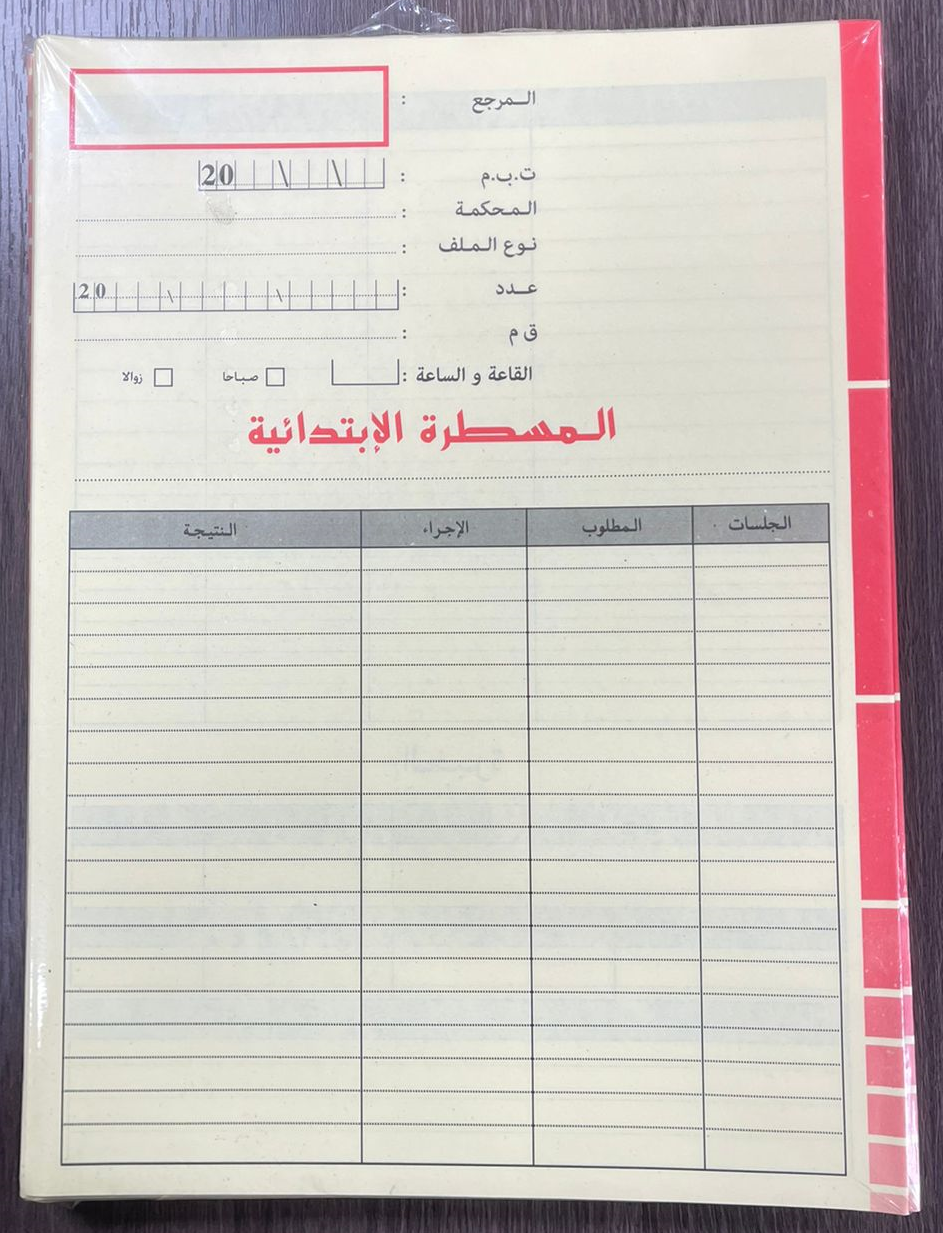 المرجع :
ت.ب.م : \ \ 20
المحكمة :
نوع الملف :
عدد : \ \ 20
ق م :
القاعة و الساعة : صباحا زوالا
المسطرة الإبتدائية
الجلسات المطلوب الإجراء النتيجة